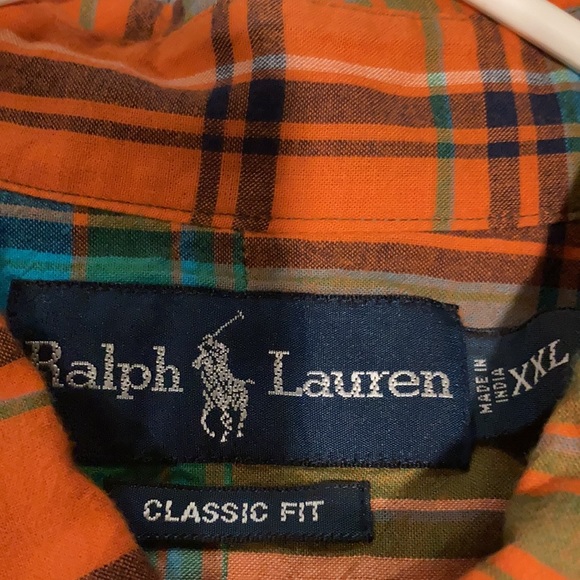 Ralph Lauren
MADE IN
INDIA
XXL
CLASSIC FIT